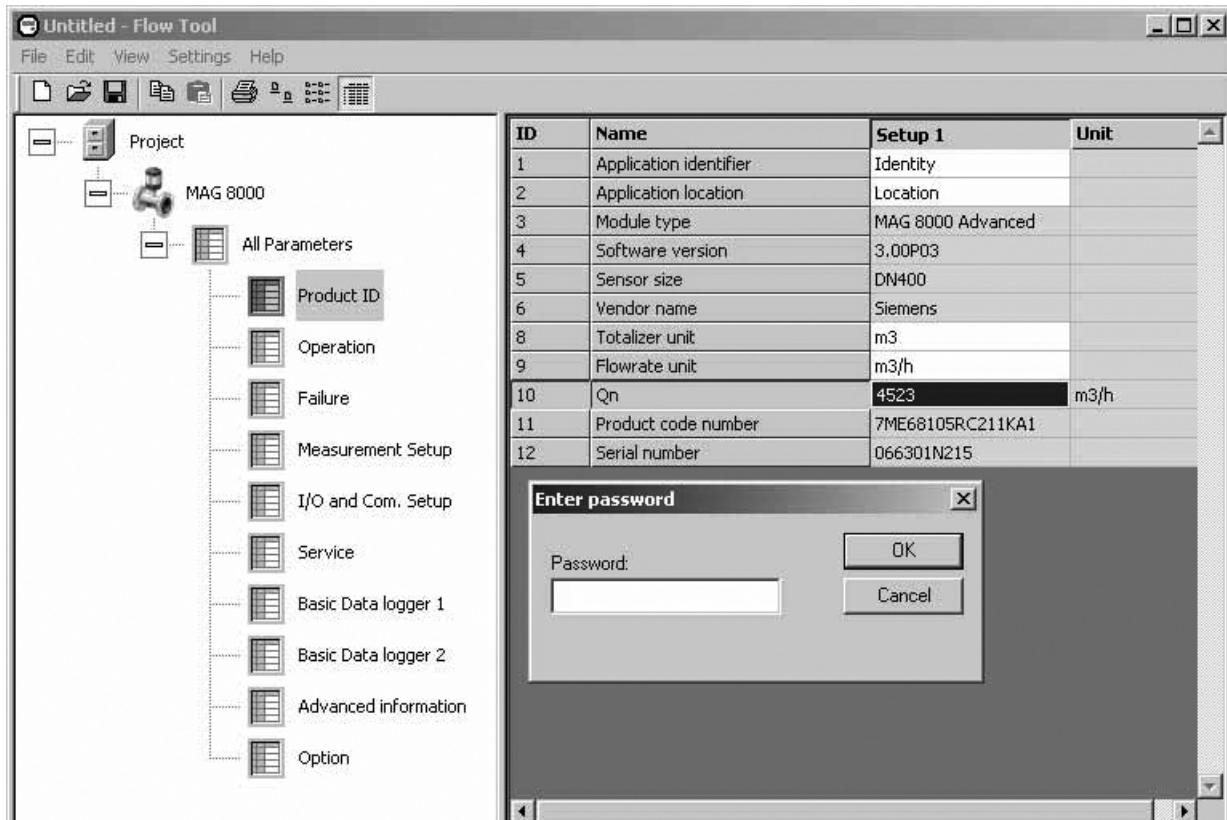 Untitled - Flow Tool
File Edit View Settings Help
Project
MAG 8000
All Parameters
Product ID
Operation
Failure
Measurement Setup
I/O and Com. Setup
Service
Basic Data logger 1
Basic Data logger 2
Advanced information
Option
ID Name Setup 1 Unit
1 Application identifier Identity
2 Application location Location
3 Module type MAG 8000 Advanced
4 Software version 3.00P03
5 Sensor size DN400
6 Vendor name Siemens
8 Totalizer unit m3
9 Flowrate unit m3/h
10 Qn 4523 m3/h
11 Product code number 7ME68105RC211KA1
12 Serial number 066301N215
Enter password
Password:
OK
Cancel